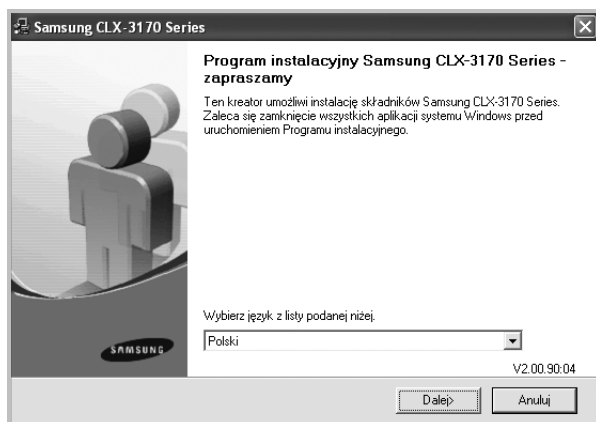 Samsung CLX-3170 Series
Program instalacyjny Samsung CLX-3170 Series -
zapraszamy
Ten kreator umożliwi instalację składników Samsung CLX-3170 Series.
Zaleca się zamknięcie wszystkich aplikacji systemu Windows przed
uruchomieniem Programu instalacyjnego.
Wybierz język z listy podanej niżej.
Polski
SAMSUNG
V2.00.90:04
Dalej>
Anuluj